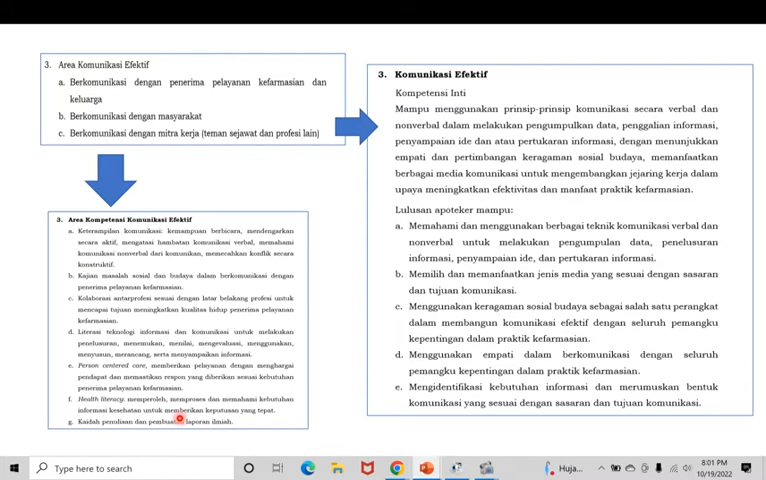 3. Area Komunikasi Efektif
a. Berkomunikasi dengan penerima pelayanan kefarmasian dan
keluarga
b. Berkomunikasi dengan masyarakat
c. Berkomunikasi dengan mitra kerja (teman sejawat dan profesi lain)
3. Area Kompetensi Komunikasi Efektif
a. Keterampilan komunikasi: kemampuan berbicara, mendengarkan
secara aktif, mengatasi hambatan komunikasi verbal, memahami
komunikasi nonverbal dari komunikan, memecahkan konflik secara
konstruktif.
b. Kajian masalah sosial dan budaya dalam berkomunikasi dengan
penerima pelayanan kefarmasian.
c. Kolaborasi antarprofesi sesuai dengan latar belakang profesi untuk
mencapai tujuan meningkatkan kualitas hidup penerima pelayanan
kefarmasian.
d. Literasi teknologi informasi dan komunikasi untuk melakukan
penelusuran, menemukan, menilai, mengevaluasi, menggunakan,
menyusun, merancang, serta menyampaikan informasi.
e. Person centered care, memberikan pelayanan dengan menghargai
pendapat dan memastikan respon yang diberikan sesuai kebutuhan
penerima pelayanan kefarmasian.
f. Health literacy: memperoleh, memproses dan memahami kebutuhan
informasi kesehatan untuk memberikan keputusan yang tepat.
g. Kaidah penulisan dan pembuatan laporan ilmiah.
3. Komunikasi Efektif
Kompetensi Inti
Mampu menggunakan prinsip-prinsip komunikasi secara verbal dan
nonverbal dalam melakukan pengumpulkan data, penggalian informasi,
penyampaian ide dan atau pertukaran informasi, dengan menunjukkan
empati dan pertimbangan keragaman sosial budaya, memanfaatkan
berbagai media komunikasi untuk mengembangkan jejaring kerja dalam
upaya meningkatkan efektivitas dan manfaat praktik kefarmasian.
Lulusan apoteker mampu:
a. Memahami dan menggunakan berbagai teknik komunikasi verbal dan
nonverbal untuk melakukan pengumpulan data, penelusuran
informasi, penyampaian ide, dan pertukaran informasi.
b. Memilih dan memanfaatkan jenis media yang sesuai dengan sasaran
dan tujuan komunikasi.
c. Menggunakan keragaman sosial budaya sebagai salah satu perangkat
dalam membangun komunikasi efektif dengan seluruh pemangku
kepentingan dalam praktik kefarmasian.
d. Menggunakan empati dalam berkomunikasi dengan seluruh
pemangku kepentingan dalam praktik kefarmasian.
e. Mengidentifikasi kebutuhan informasi dan merumuskan bentuk
komunikasi yang sesuai dengan sasaran dan tujuan komunikasi.
Type here to search
Huja...
8:01 PM
10/19/2022